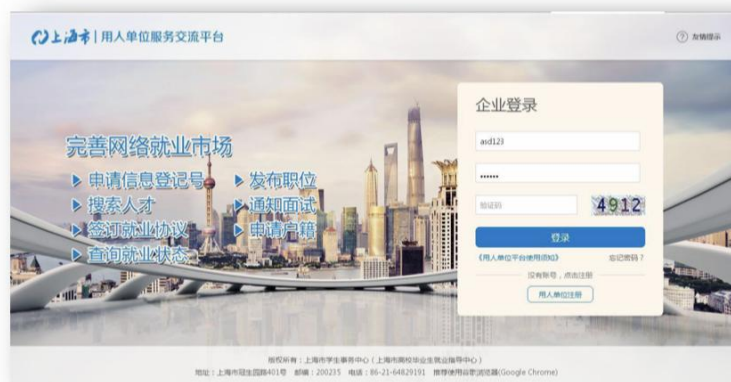 上海市 | 用人单位服务交流平台
? 友情提示
企业登录
asd123
••••••
验证码
4912
登录
《用人单位平台使用须知》 忘记密码?
没有账号,点击注册
用人单位注册
完善网络就业市场
申请信息登记号 发布职位
搜索人才 通知面试
签订就业协议 申请户籍
查询就业状态
版权所有:上海市学生事务中心(上海市高校毕业生就业指导中心)
地址:上海市冠生园路401号 邮编:200235 电话:86-21-64829191 推荐使用谷歌浏览器(Google Chrome)